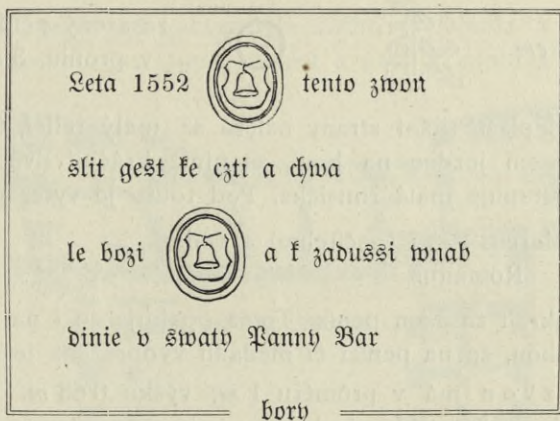 Leta 1552 tento zwon
slit gest ke czti a chwa
le bozi a k zadussi wnab
dinie v swaty Panny Bar
bory